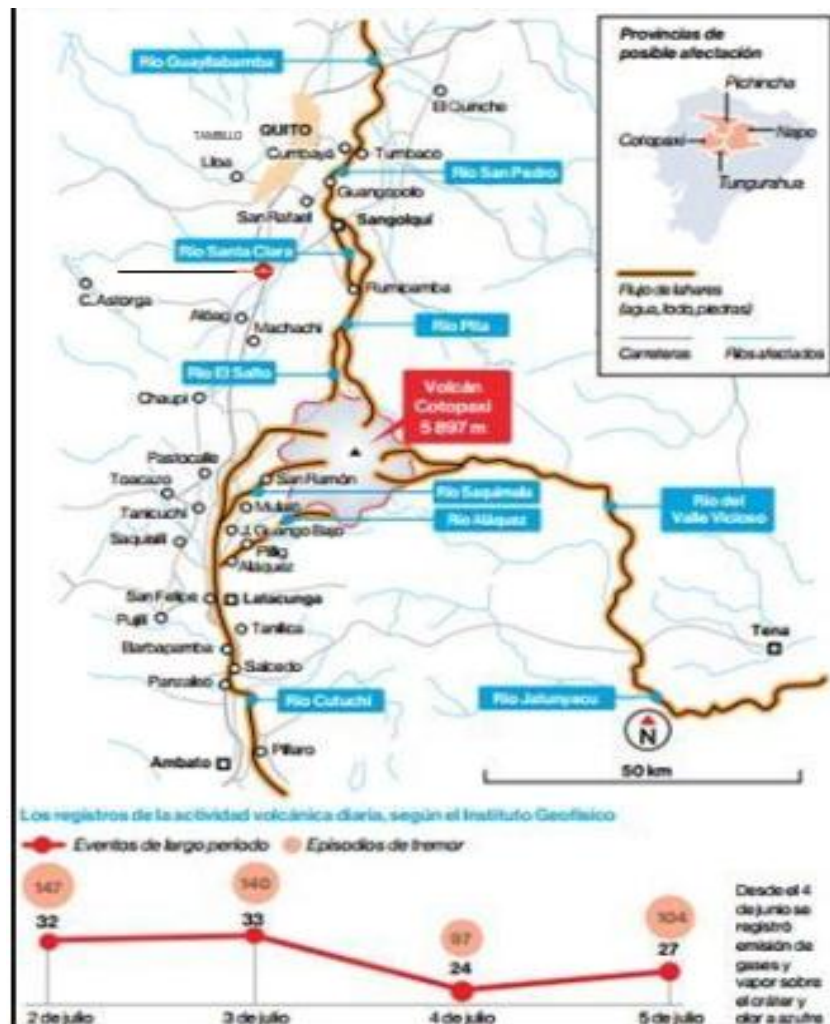 Provincias de
posible afectación
Pichincha
Napo
Cotopaxi
Tungurahua
Flujo de lahares
(agua, lodo, piedras)
Carreteras
Ríos afectados
Río Guayllabamba
El Quinche
TAMBILLO
QUITO
Cumbayá
Tumbaco
Lloa
Río San Pedro
Guangopolo
San Rafael
Sangolquí
Río Santa Clara
C. Astorga
Rumipamba
Alóag
Machachi
Río Pita
Río El Salto
Volcán
Cotopaxi
5 897 m
Chaupi
Pastocalle
Toacazo
San Ramón
Tanicuchí
Mulaló
Río Saquimala
Río Aláquez
Río del
Valle Vicioso
Saquisilí
J. Guango Bajo
Pillig
Aláquez
San Felipe
Latacunga
Pujilí
Tanilica
Tena
Barbapamba
Salcedo
Panzaleo
Río Cutuchi
Río Jatunyacu
N
Ambato
Píllaro
50 km
Los registros de la actividad volcánica diaria, según el Instituto Geofísico
Eventos de largo periodo
Episodios de tremor
147
140
97
104
32
33
24
27
2 de julio
3 de julio
4 de julio
5 de julio
Desde el 4
de junio se
registró
emisión de
gases y
vapor sobre
el cráter y
olor a azufre